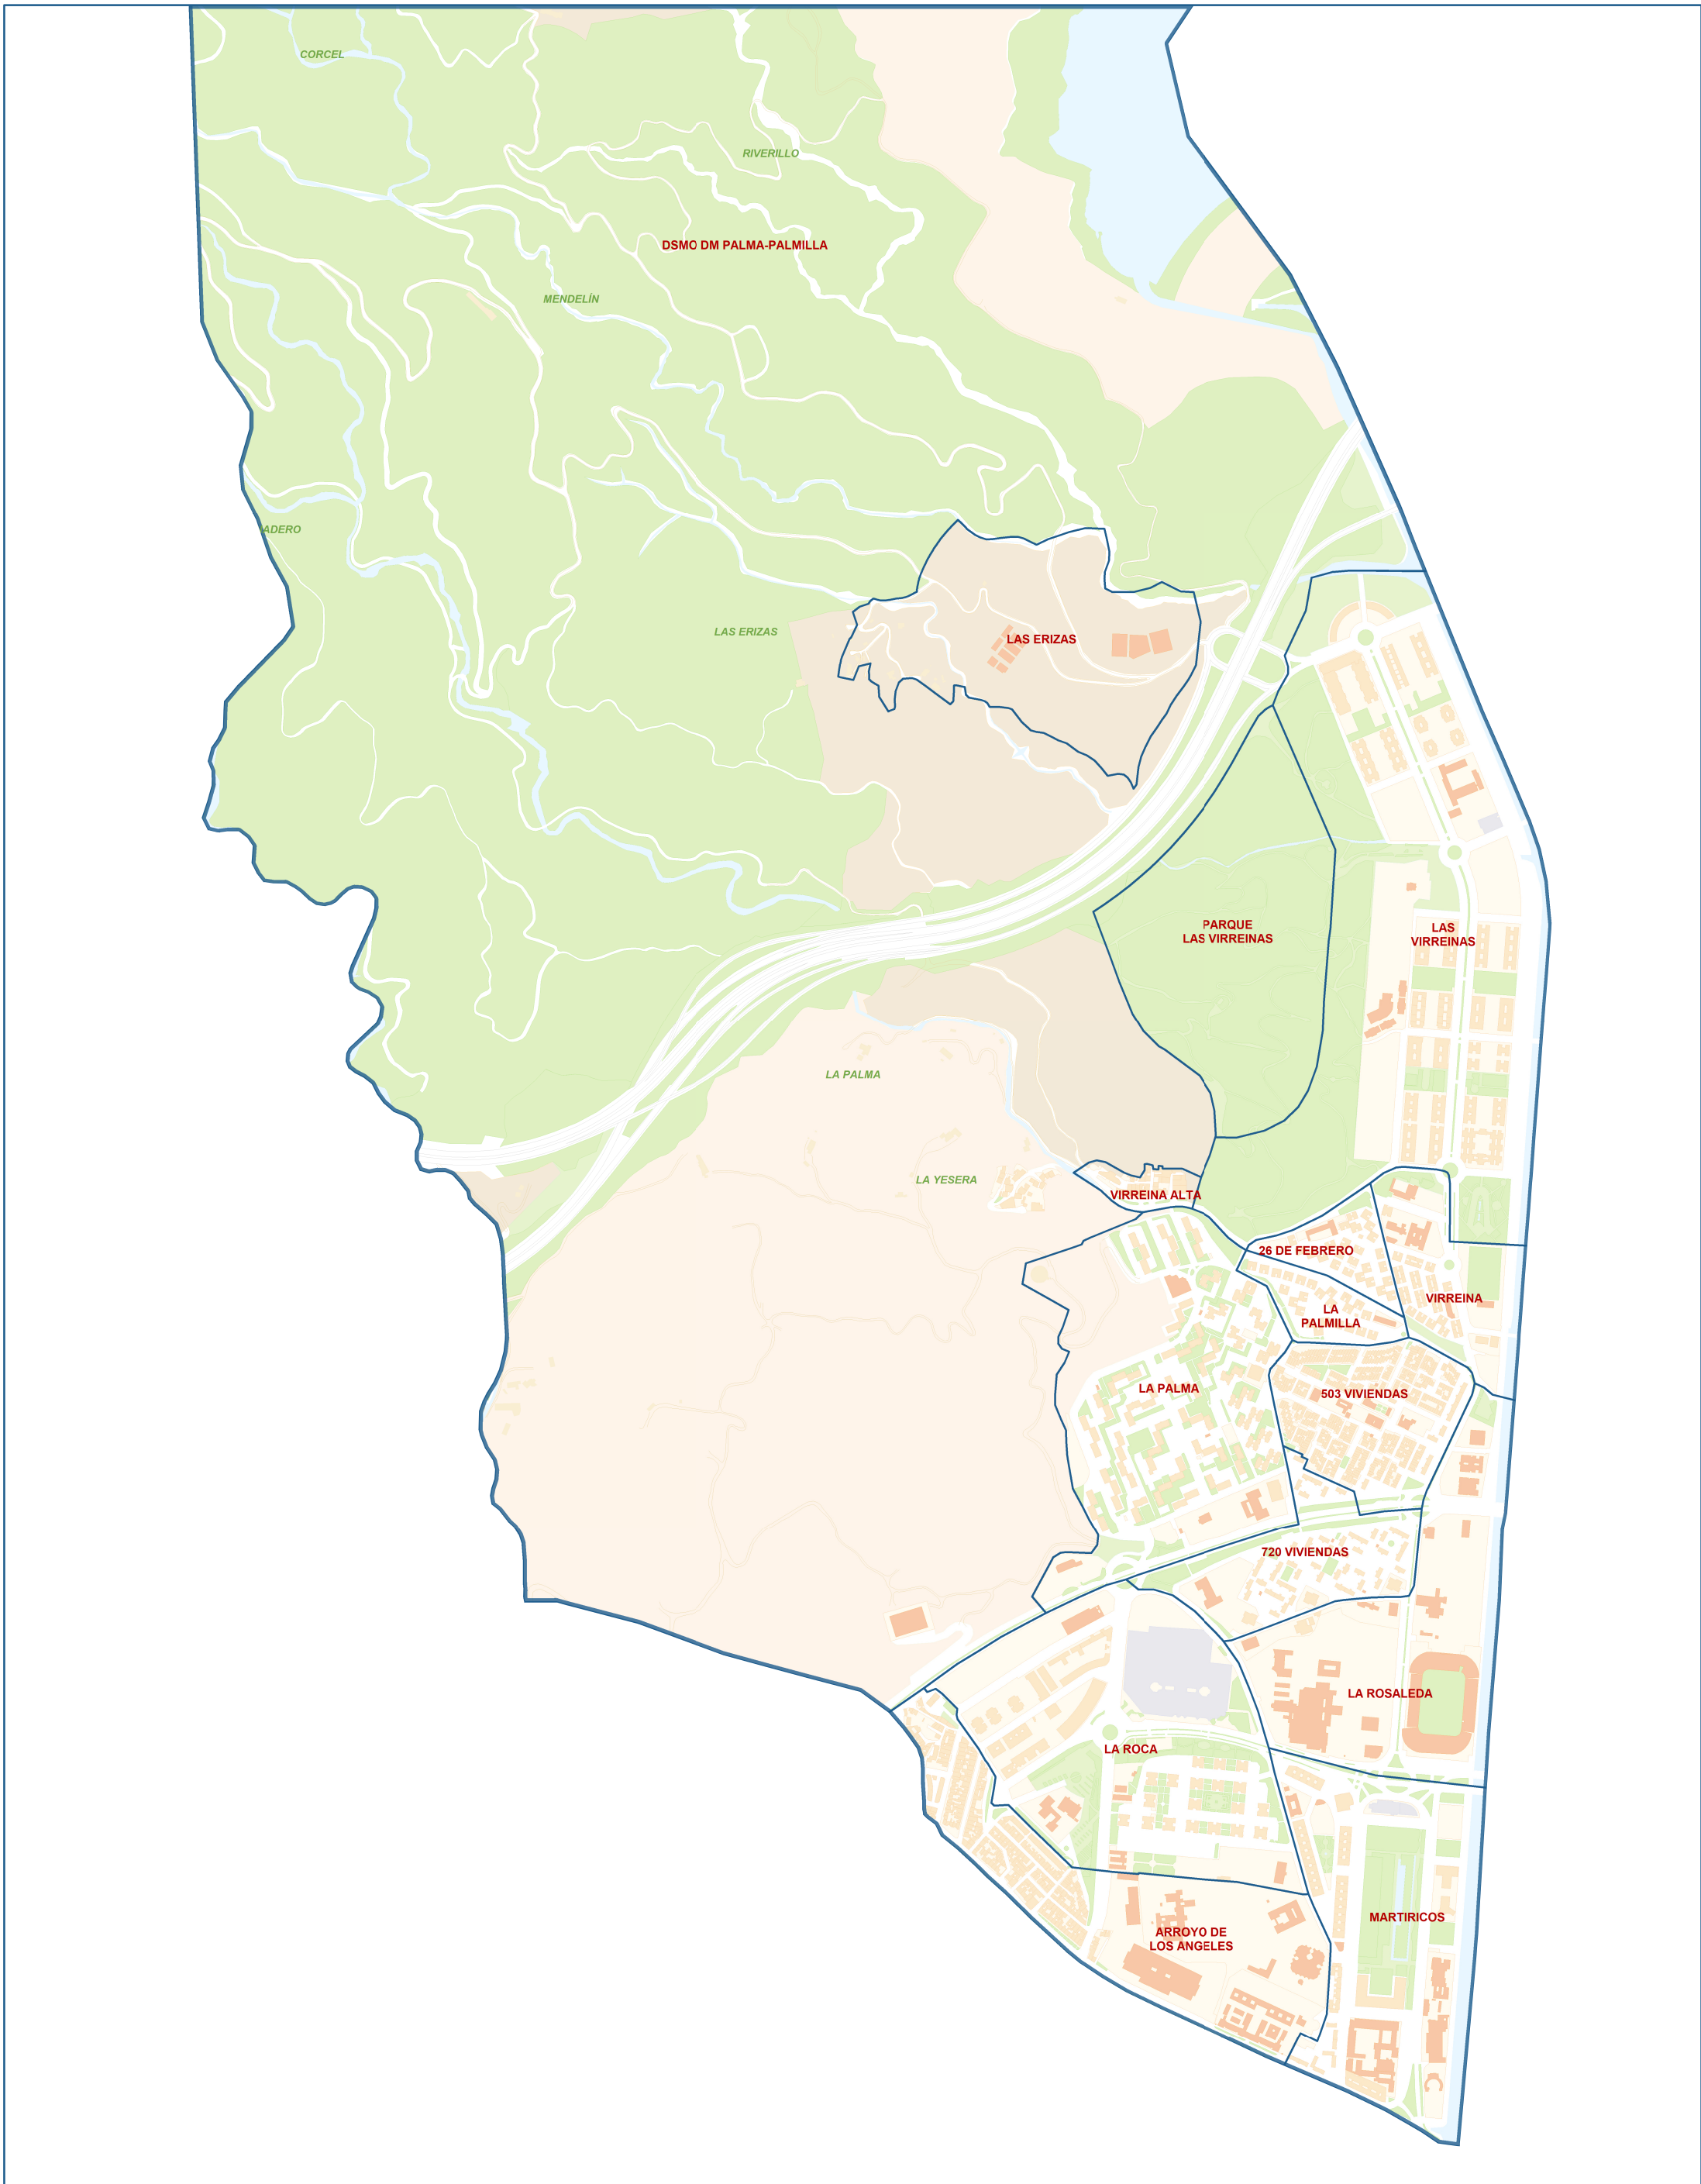 CORCEL
RIVERILLO
DSMO DM PALMA-PALMILLA
MENDELÍN
ADERO
LAS ERIZAS
LAS ERIZAS
PARQUE
LAS VIRREINAS
LAS
VIRREINAS
LA PALMA
LA YESERA
VIRREINA ALTA
26 DE FEBRERO
VIRREINA
LA
PALMILLA
LA PALMA
503 VIVIENDAS
720 VIVIENDAS
LA ROSALEDA
LA ROCA
MARTIRICOS
ARROYO DE
LOS ANGELES